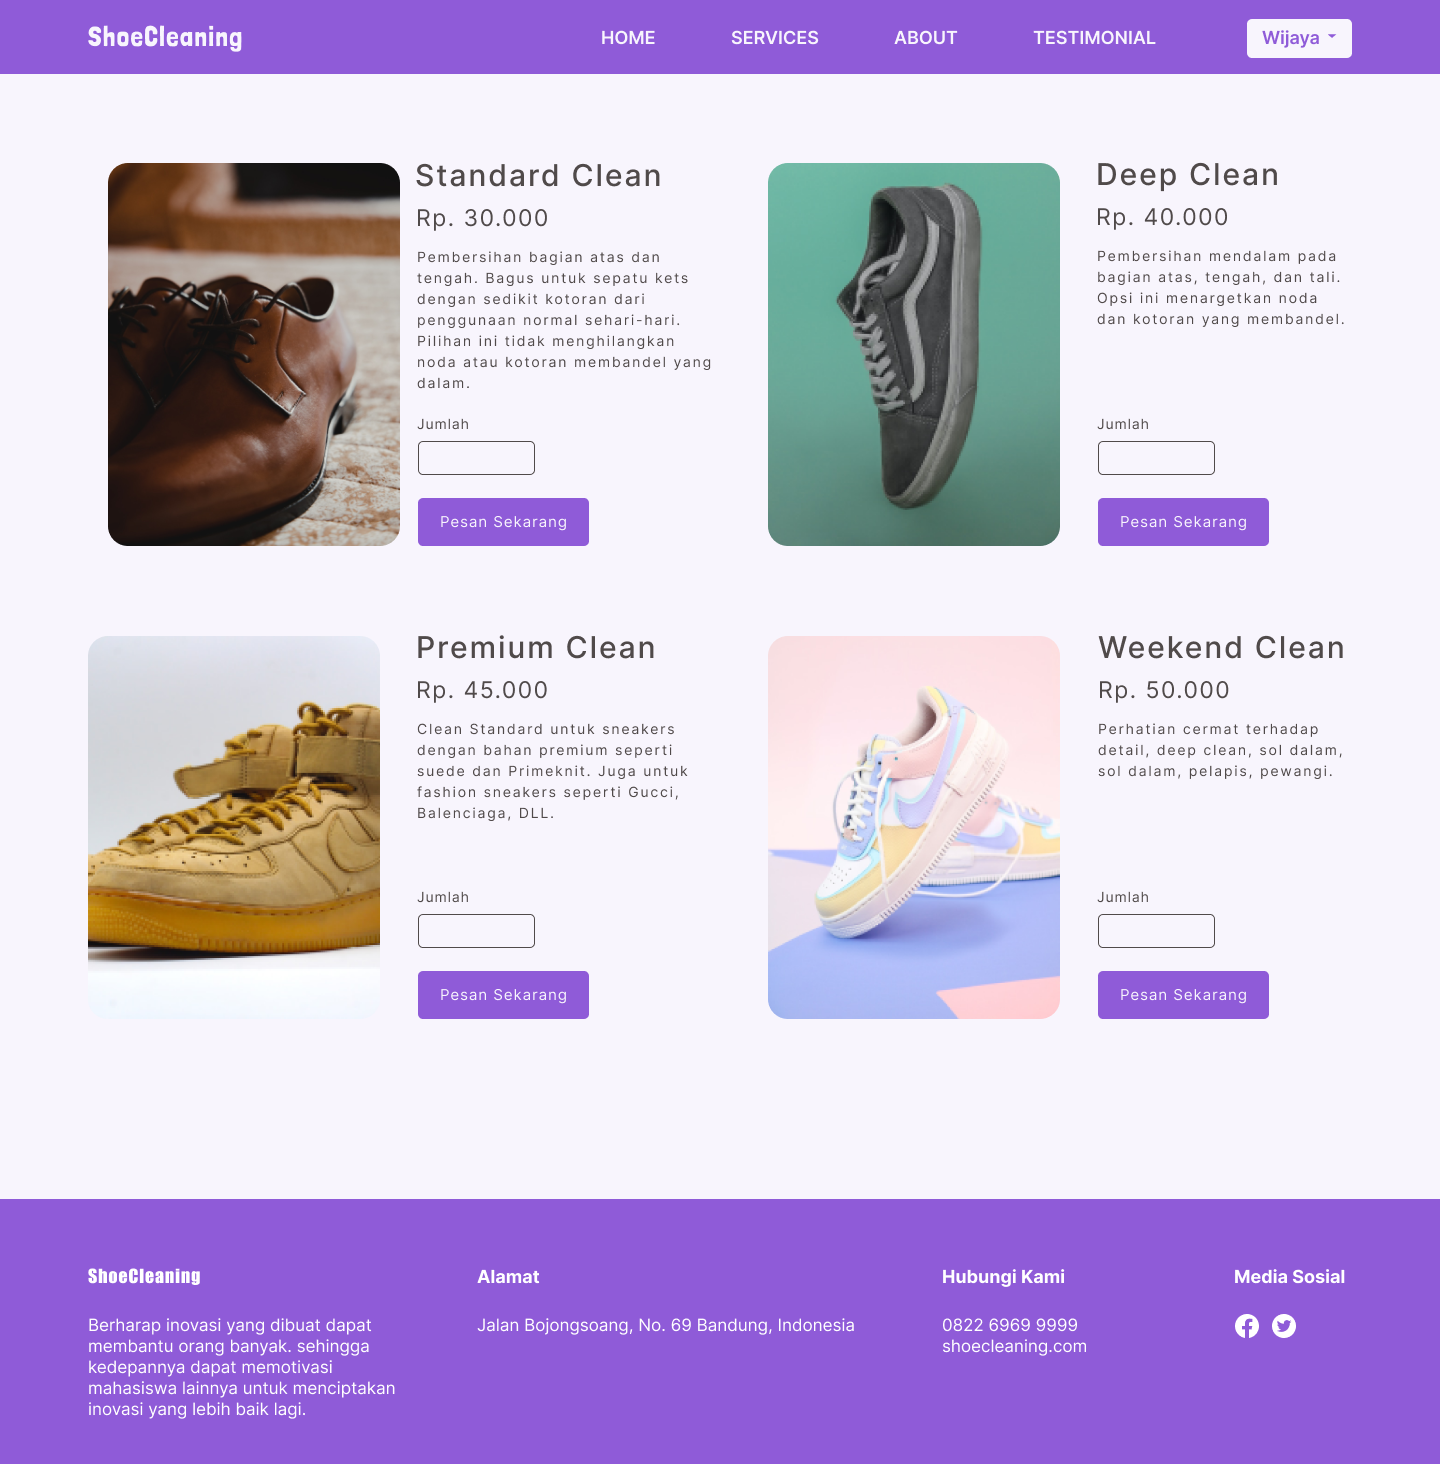 ShoeCleaning
HOME
SERVICES
ABOUT
TESTIMONIAL
Wijaya
Standard Clean
Rp. 30.000
Pembersihan bagian atas dan
tengah. Bagus untuk sepatu kets
dengan sedikit kotoran dari
penggunaan normal sehari-hari.
Pilihan ini tidak menghilangkan
noda atau kotoran membandel yang
dalam.
Jumlah
Pesan Sekarang
Deep Clean
Rp. 40.000
Pembersihan mendalam pada
bagian atas, tengah, dan tali.
Opsi ini menargetkan noda
dan kotoran yang membandel.
Jumlah
Pesan Sekarang
Premium Clean
Rp. 45.000
Clean Standard untuk sneakers
dengan bahan premium seperti
suede dan Primeknit. Juga untuk
fashion sneakers seperti Gucci,
Balenciaga, DLL.
Jumlah
Pesan Sekarang
Weekend Clean
Rp. 50.000
Perhatian cermat terhadap
detail, deep clean, sol dalam,
sol dalam, pelapis, pewangi.
Jumlah
Pesan Sekarang
ShoeCleaning
Berharap inovasi yang dibuat dapat
membantu orang banyak. sehingga
kedepannya dapat memotivasi
mahasiswa lainnya untuk menciptakan
inovasi yang lebih baik lagi.
Alamat
Jalan Bojongsoang, No. 69 Bandung, Indonesia
Hubungi Kami
0822 6969 9999
shoecleaning.com
Media Sosial